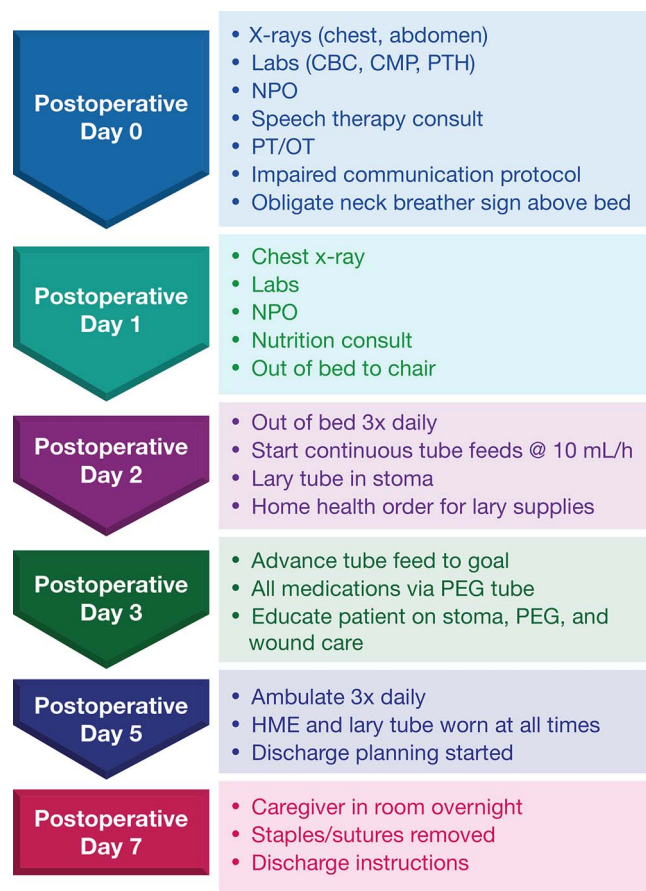 Postoperative
Day 0
• X-rays (chest, abdomen)
• Labs (CBC, CMP, PTH)
• NPO
• Speech therapy consult
• PT/OT
• Impaired communication protocol
• Obligate neck breather sign above bed
Postoperative
Day 1
• Chest x-ray
• Labs
• NPO
• Nutrition consult
• Out of bed to chair
Postoperative
Day 2
• Out of bed 3x daily
• Start continuous tube feeds @ 10 mL/h
• Lary tube in stoma
• Home health order for lary supplies
Postoperative
Day 3
• Advance tube feed to goal
• All medications via PEG tube
• Educate patient on stoma, PEG, and
wound care
Postoperative
Day 5
• Ambulate 3x daily
• HME and lary tube worn at all times
• Discharge planning started
Postoperative
Day 7
• Caregiver in room overnight
• Staples/sutures removed
• Discharge instructions